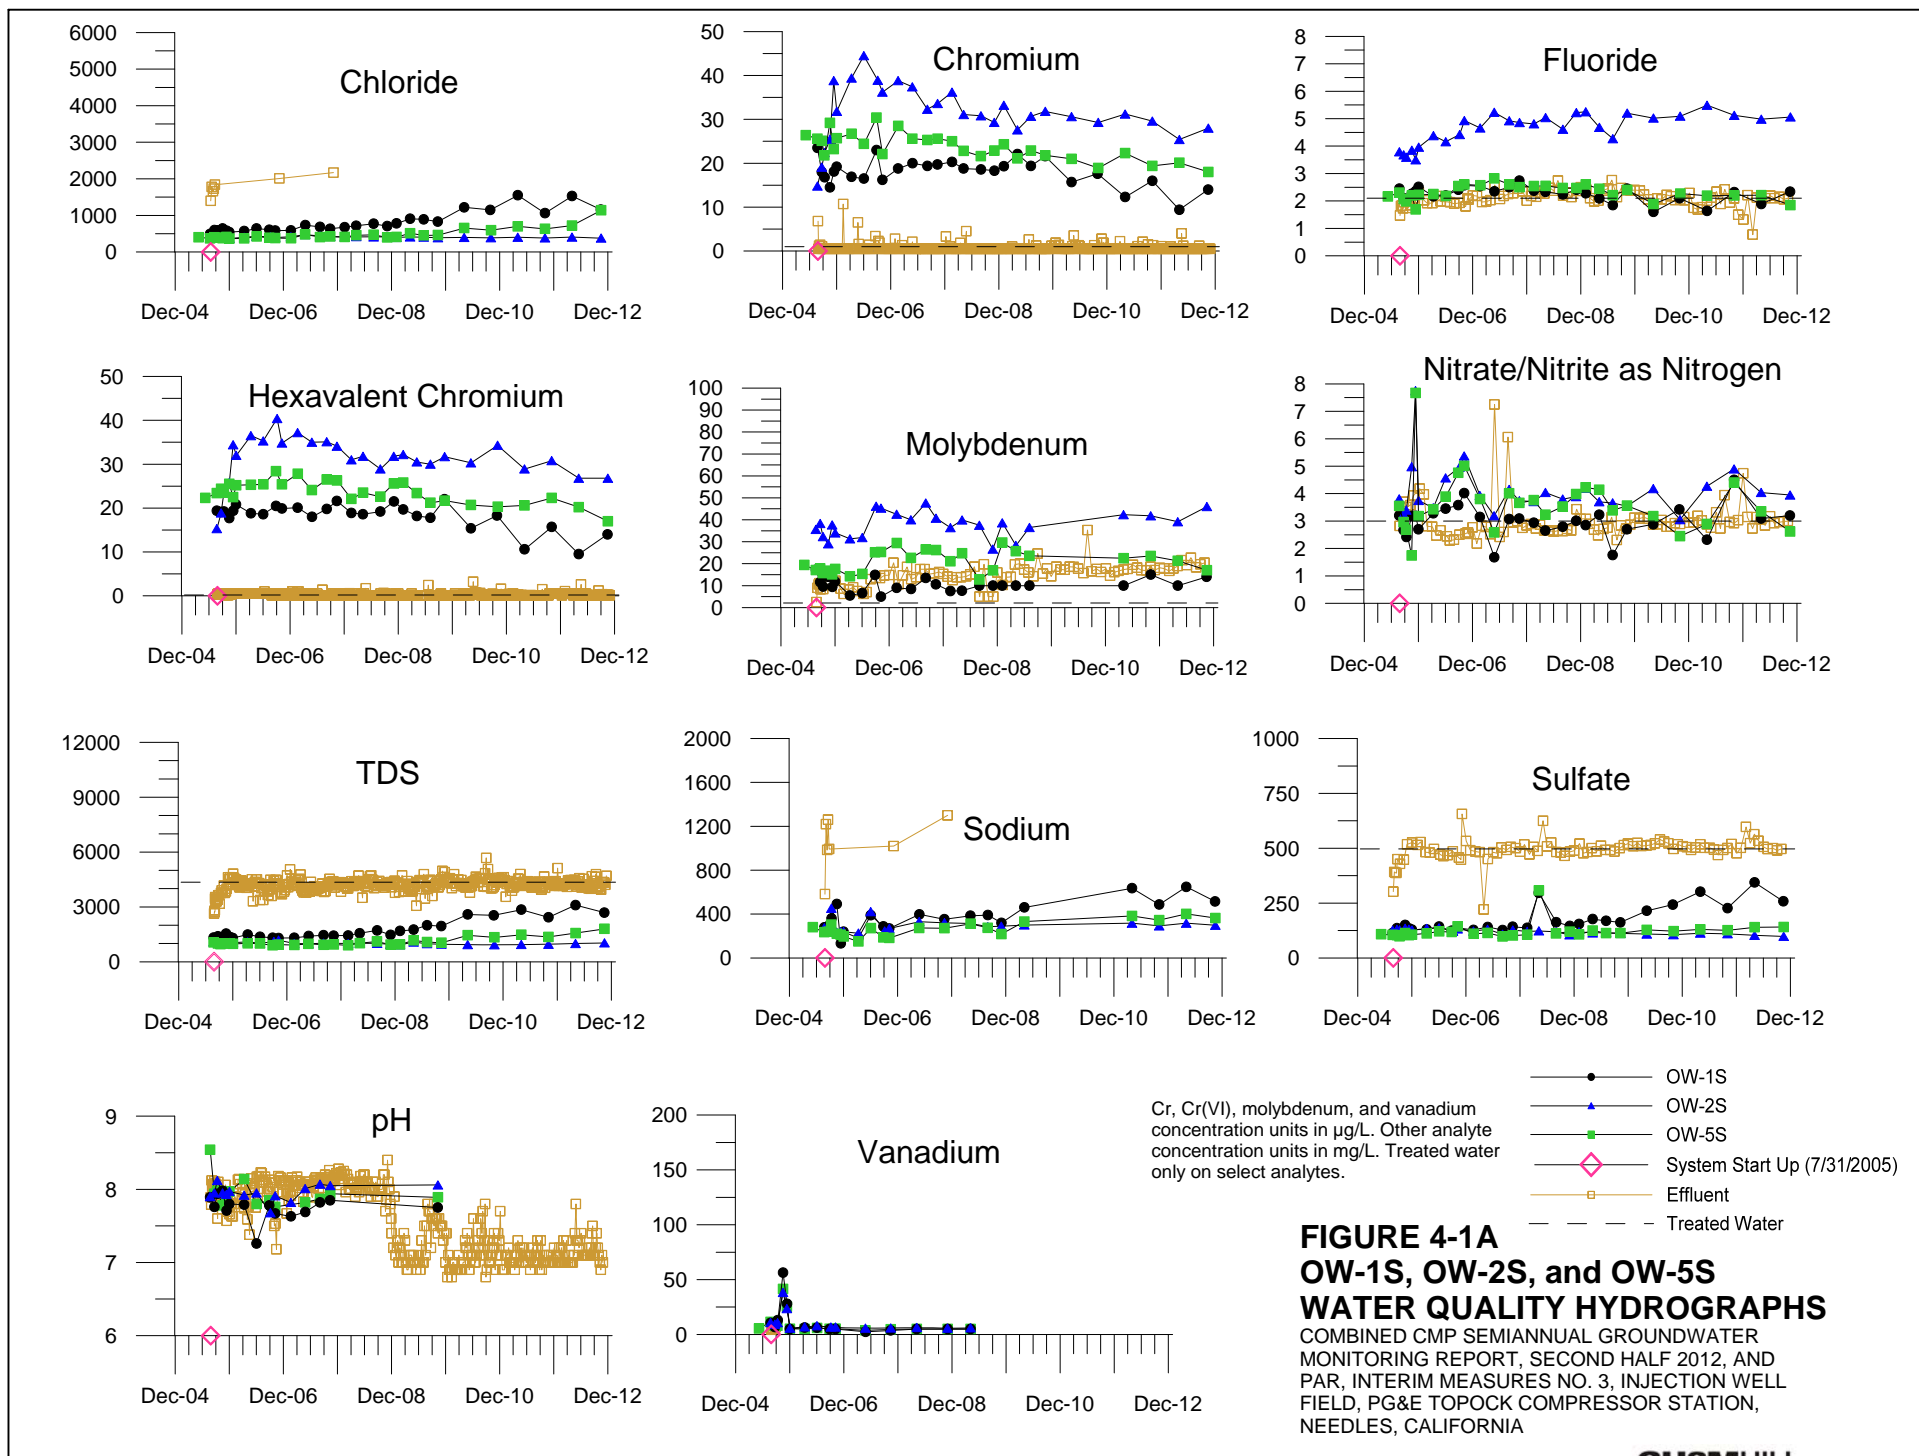 Chloride
6000
5000
4000
3000
2000
1000
0
Dec-04 Dec-06 Dec-08 Dec-10 Dec-12
Chromium
50
40
30
20
10
0
Dec-04 Dec-06 Dec-08 Dec-10 Dec-12
Fluoride
8
7
6
5
4
3
2
1
0
Dec-04 Dec-06 Dec-08 Dec-10 Dec-12
Hexavalent Chromium
50
40
30
20
10
0
Dec-04 Dec-06 Dec-08 Dec-10 Dec-12
Molybdenum
100
90
80
70
60
50
40
30
20
10
0
Dec-04 Dec-06 Dec-08 Dec-10 Dec-12
Nitrate/Nitrite as Nitrogen
8
7
6
5
4
3
2
1
0
Dec-04 Dec-06 Dec-08 Dec-10 Dec-12
TDS
12000
9000
6000
3000
0
Dec-04 Dec-06 Dec-08 Dec-10 Dec-12
Sodium
2000
1600
1200
800
400
0
Dec-04 Dec-06 Dec-08 Dec-10 Dec-12
Sulfate
1000
750
500
250
0
Dec-04 Dec-06 Dec-08 Dec-10 Dec-12
pH
9
8
7
6
Dec-04 Dec-06 Dec-08 Dec-10 Dec-12
Vanadium
200
150
100
50
0
Dec-04 Dec-06 Dec-08 Dec-10 Dec-12
Cr, Cr(VI), molybdenum, and vanadium
concentration units in µg/L. Other analyte
concentration units in mg/L. Treated water
only on select analytes.
OW-1S
OW-2S
OW-5S
System Start Up (7/31/2005)
Effluent
Treated Water
FIGURE 4-1A
OW-1S, OW-2S, and OW-5S
WATER QUALITY HYDROGRAPHS
COMBINED CMP SEMIANNUAL GROUNDWATER
MONITORING REPORT, SECOND HALF 2012, AND
PAR, INTERIM MEASURES NO. 3, INJECTION WELL
FIELD, PG&E TOPOCK COMPRESSOR STATION,
NEEDLES, CALIFORNIA